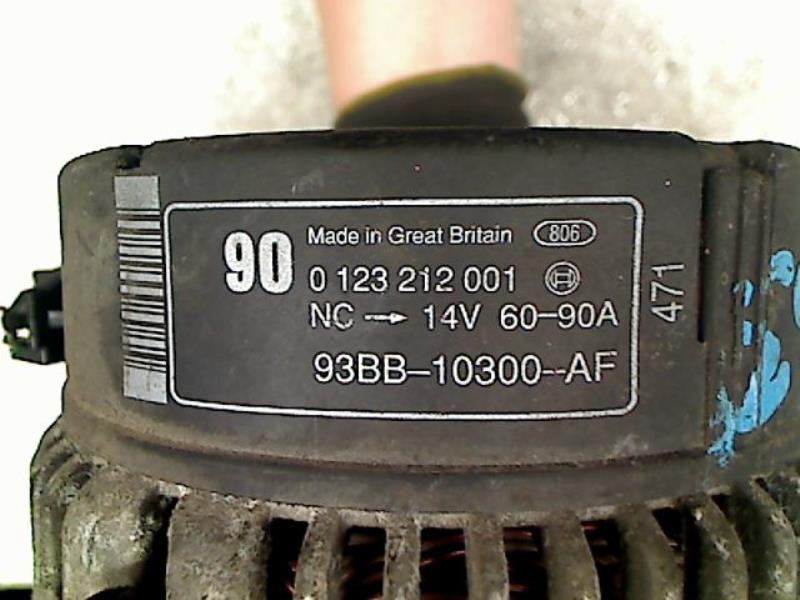 90
Made in Great Britain 806
0 123 212 001
NC → 14V 60-90A
93BB-10300-AF
471